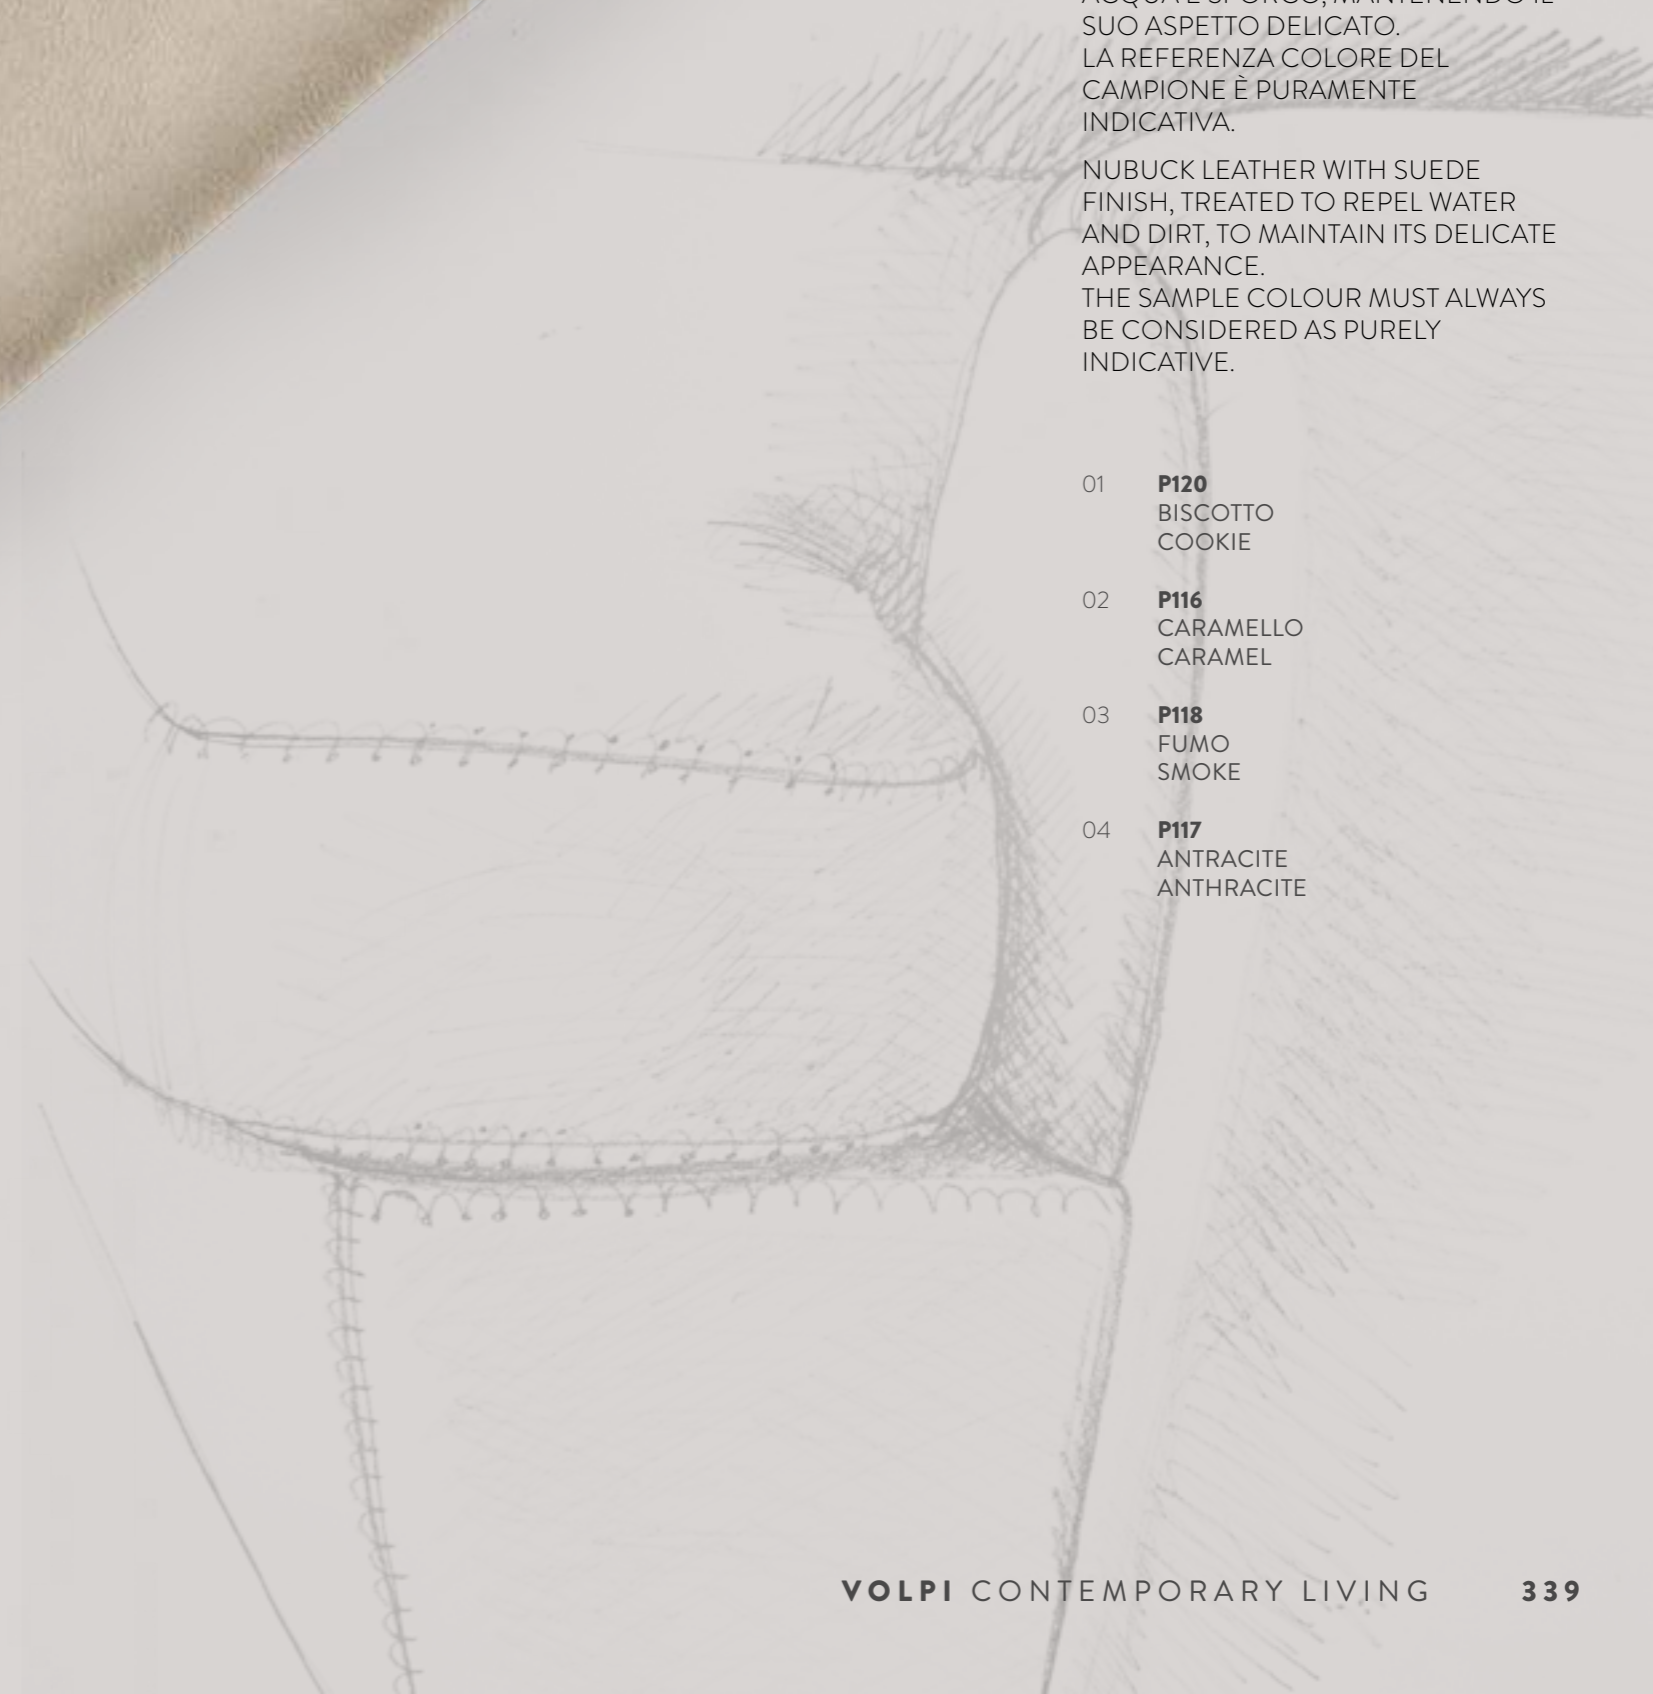 SUO ASPETTO DELICATO.
LA REFERENZA COLORE DEL
CAMPIONE È PURAMENTE
INDICATIVA.
NUBUCK LEATHER WITH SUEDE
FINISH, TREATED TO REPEL WATER
AND DIRT, TO MAINTAIN ITS DELICATE
APPEARANCE.
THE SAMPLE COLOUR MUST ALWAYS
BE CONSIDERED AS PURELY
INDICATIVE.
01 P120
BISCOTTO
COOKIE
02 P116
CARAMELLO
CARAMEL
03 P118
FUMO
SMOKE
04 P117
ANTRACITE
ANTHRACITE
VOLPI CONTEMPORARY LIVING 339